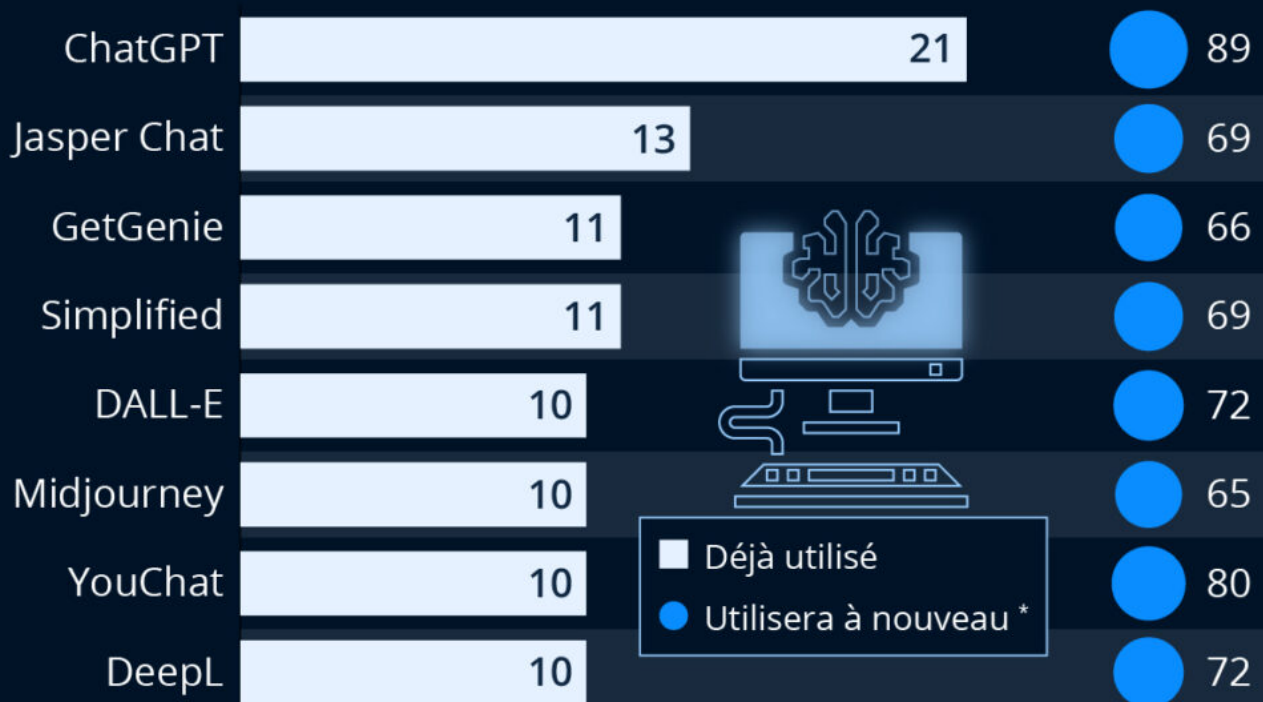 ChatGPT 21 89
Jasper Chat 13 69
GetGenie 11 66
Simplified 11 69
DALL-E 10 72
Midjourney 10 65
YouChat 10 80
DeepL 10 72
Déjà utilisé
Utilisera à nouveau *